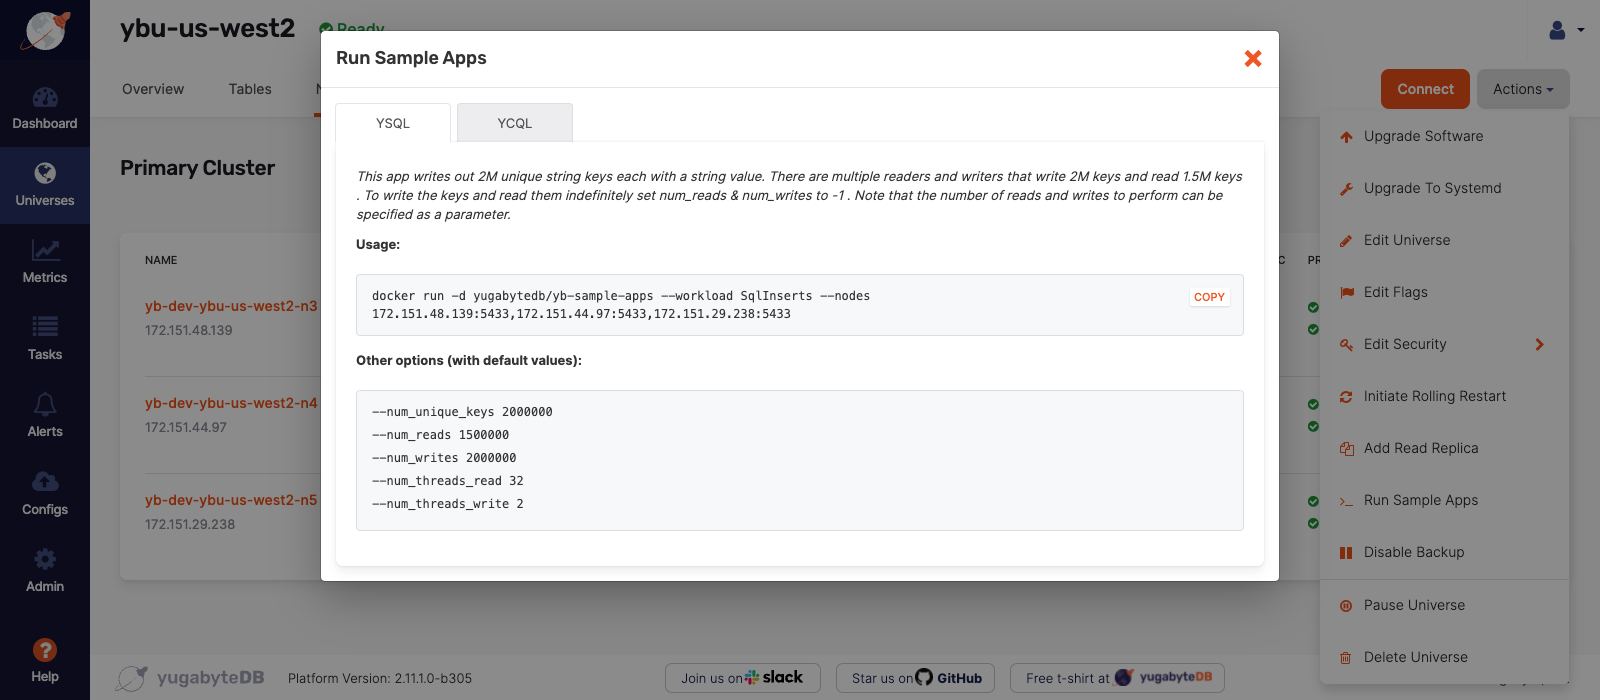 ybu-us-west2
Ready
Overview
Tables
Connect
Actions
Dashboard
Universes
Metrics
Tasks
Alerts
Configs
Admin
Help
Primary Cluster
NAME
yb-dev-ybu-us-west2-n3
172.151.48.139
yb-dev-ybu-us-west2-n4
172.151.44.97
yb-dev-ybu-us-west2-n5
172.151.29.238
Run Sample Apps
YSQL
YCQL
This app writes out 2M unique string keys each with a string value. There are multiple readers and writers that write 2M keys and read 1.5M keys
. To write the keys and read them indefinitely set num_reads & num_writes to -1 . Note that the number of reads and writes to perform can be
specified as a parameter.
Usage:
docker run -d yugabytedb/yb-sample-apps --workload SqlInserts --nodes
172.151.48.139:5433,172.151.44.97:5433,172.151.29.238:5433
COPY
Other options (with default values):
--num_unique_keys 2000000
--num_reads 1500000
--num_writes 2000000
--num_threads_read 32
--num_threads_write 2
Upgrade Software
Upgrade To Systemd
Edit Universe
Edit Flags
Edit Security
Initiate Rolling Restart
Add Read Replica
Run Sample Apps
Disable Backup
Pause Universe
Delete Universe
yugabyteDB
Platform Version: 2.11.1.0-b305
Join us on slack
Star us on GitHub
Free t-shirt at yugabyteDB